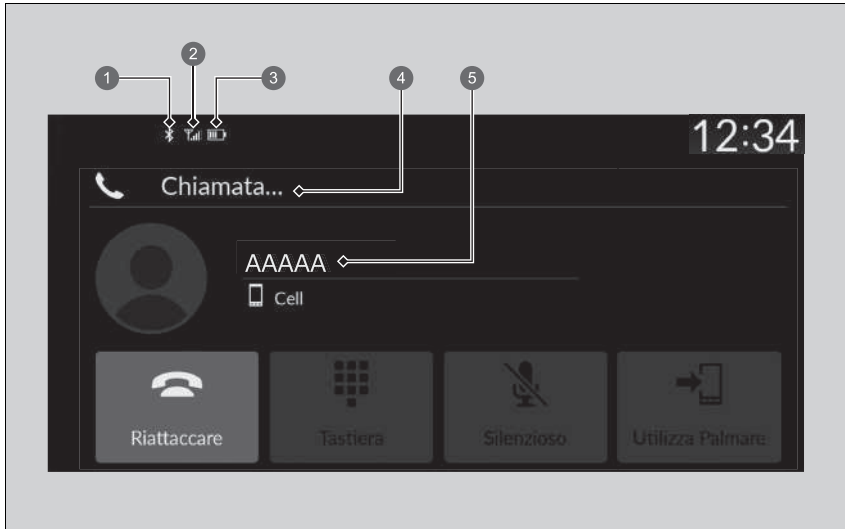 1 2 3 4 5
12:34
Chiamata...
AAAAA
Cell
Riattaccare Tastiera Silenzioso Utilizza Palmare